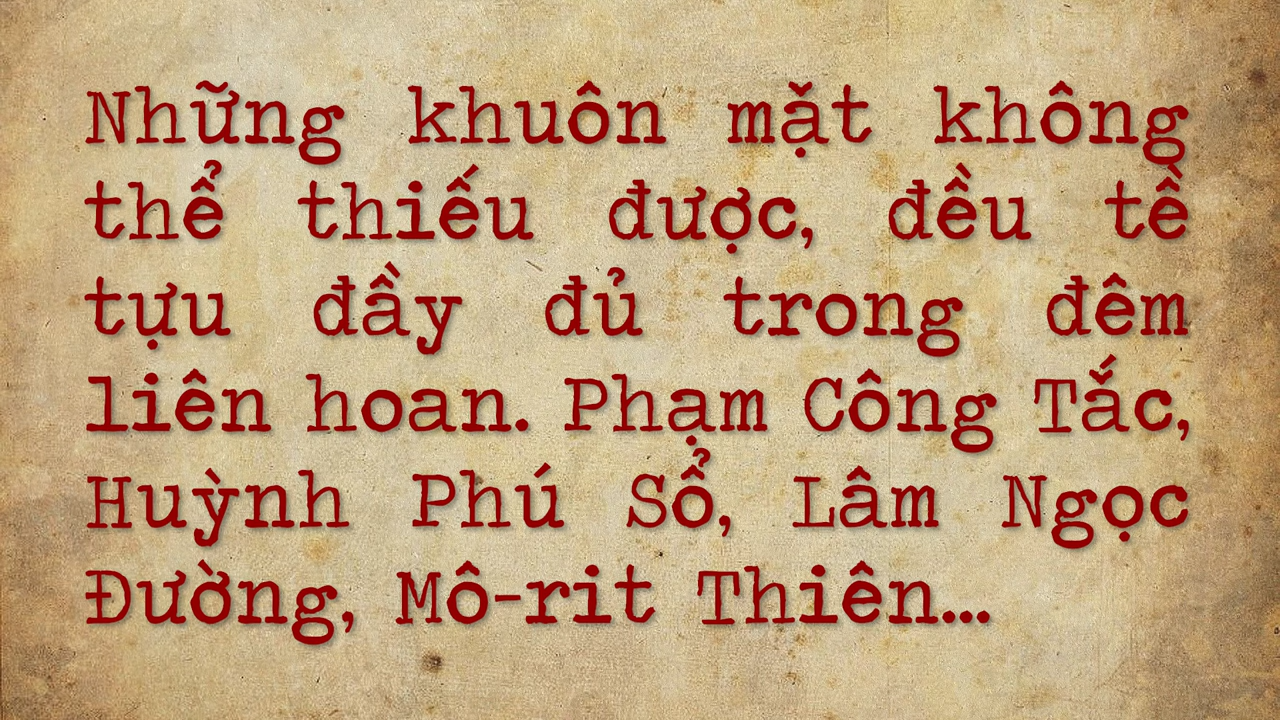 Những khuôn mặt không
thể thiếu được, đều tề
tựu đầy đủ trong đêm
liên hoan. Phạm Công Tắc,
Huỳnh Phú Sổ, Lâm Ngọc
Đường, Mô-rit Thiên...